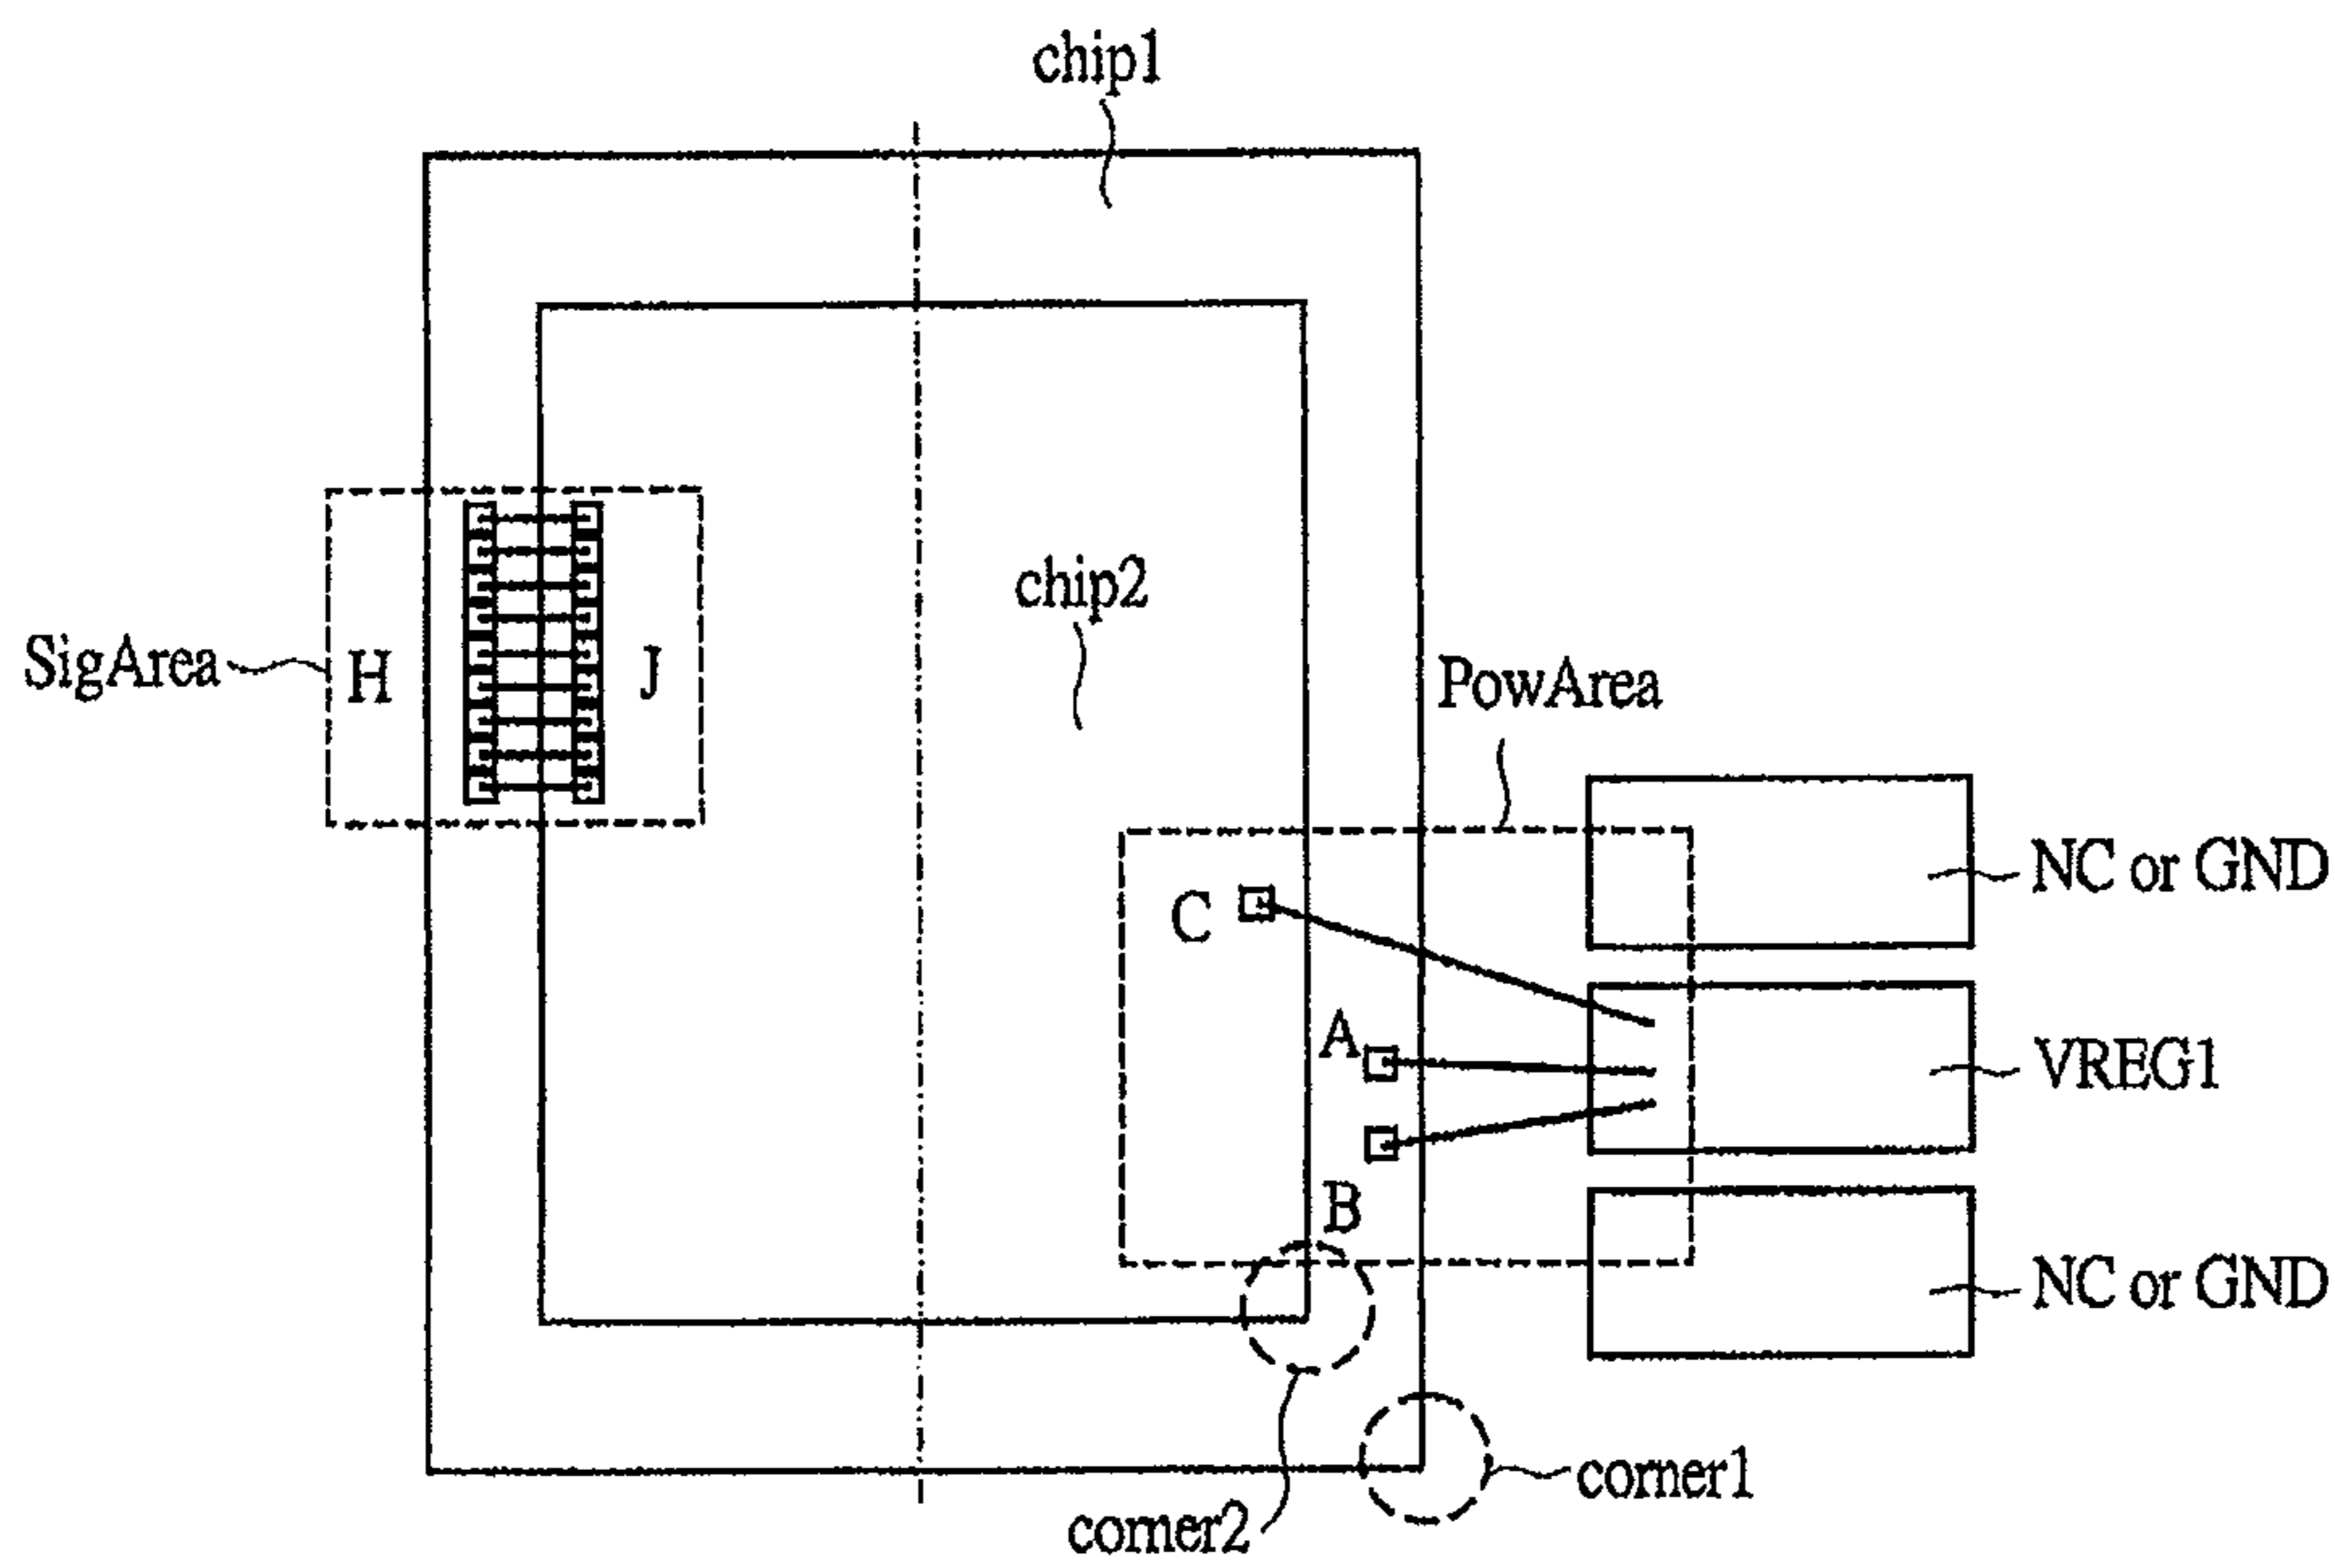 chip1
chip2
SigArea
H
J
PowArea
C
NC or GND
A
VREG1
B
NC or GND
corner1
corner2